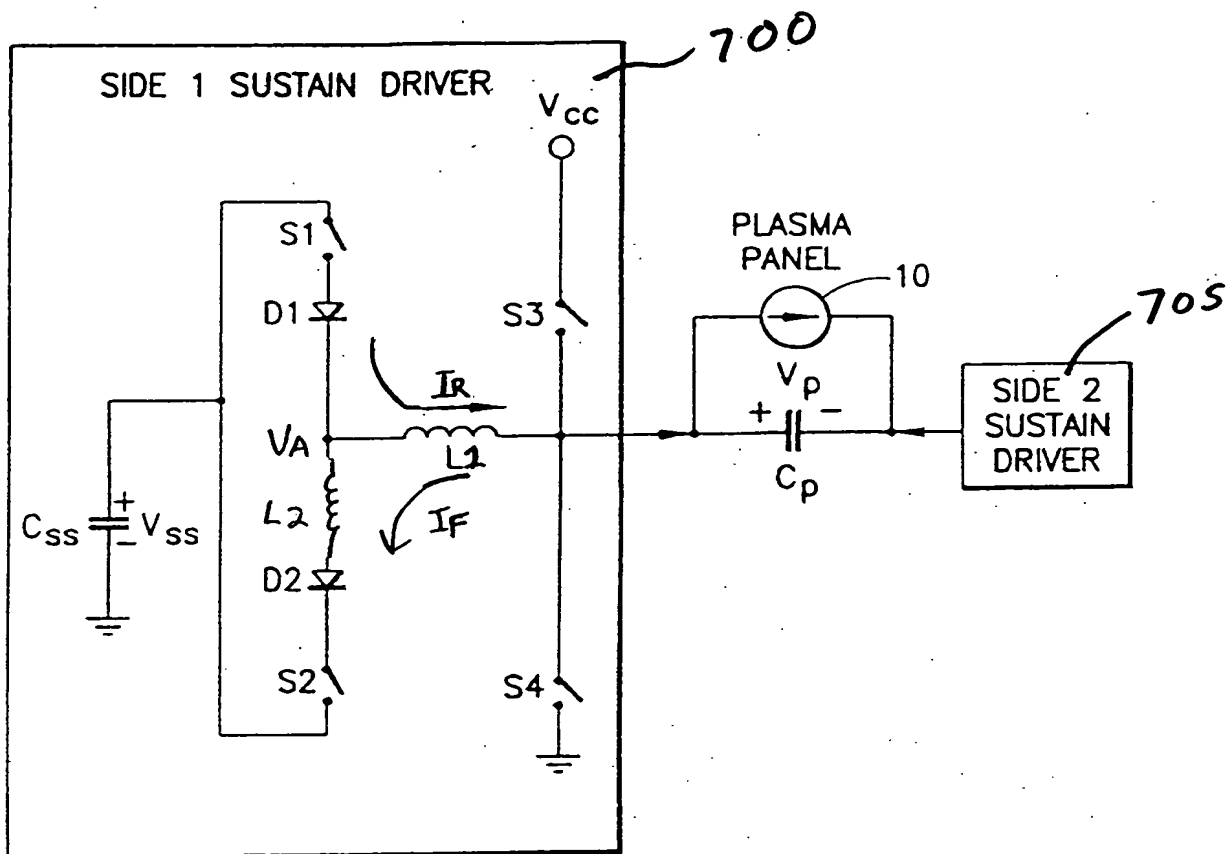 700
SIDE 1 SUSTAIN DRIVER
VCC
S1
D1
S3
IR
VA
L1
L2
IF
CSS
+
-
VSS
D2
S2
S4
PLASMA
PANEL
10
Vp
+ -
Cp
705
SIDE 2
SUSTAIN
DRIVER